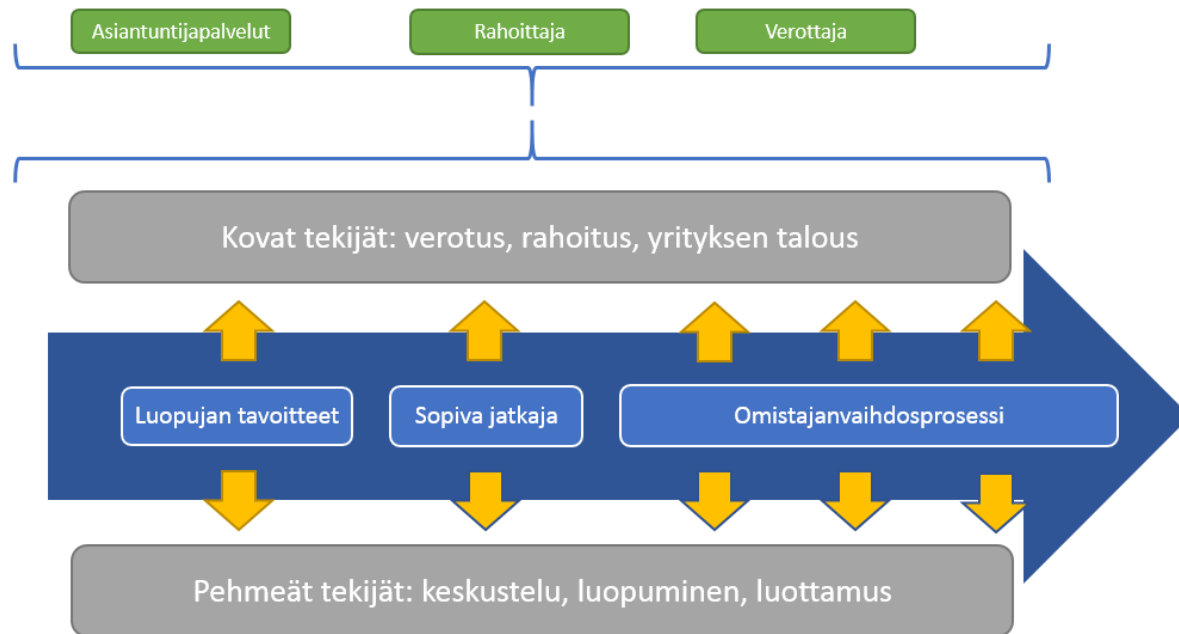 Asiantuntijapalvelut
Rahoittaja
Verottaja
Kovat tekijät: verotus, rahoitus, yrityksen talous
Luopujan tavoitteet
Sopiva jatkaja
Omistajanvaihdosprosessi
Pehmeät tekijät: keskustelu, luopuminen, luottamus